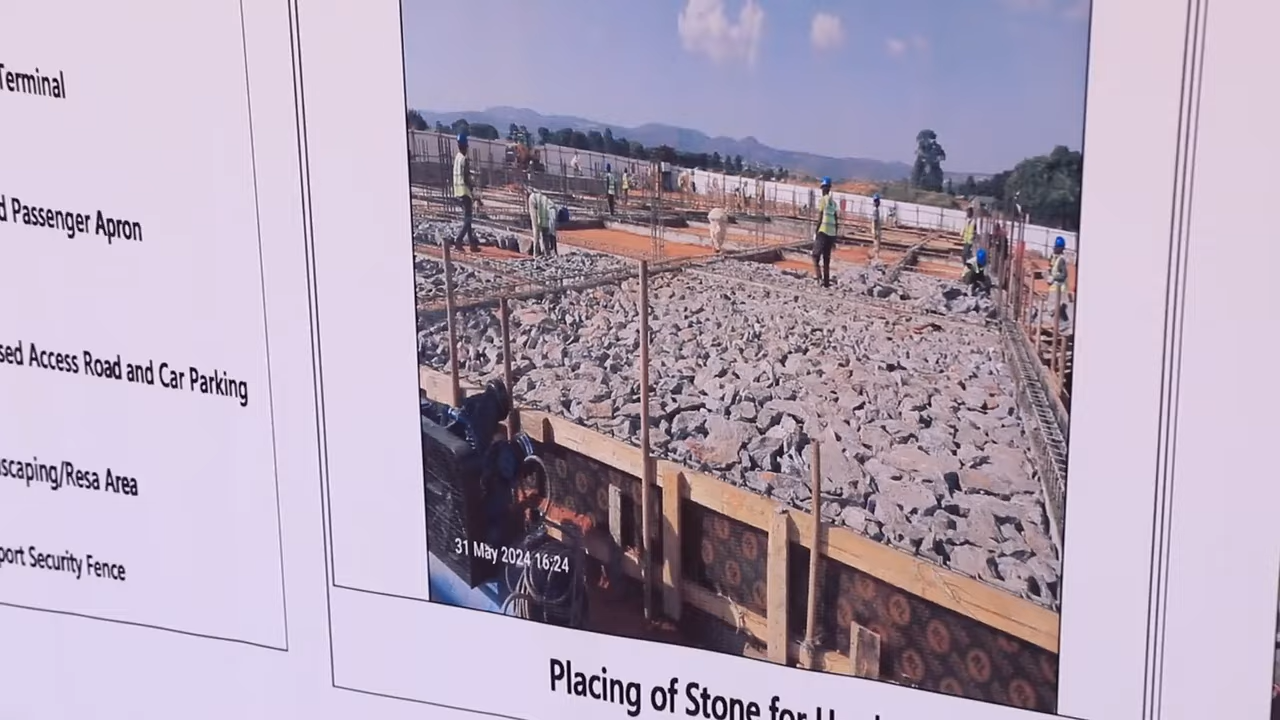 Terminal
d Passenger Apron
sed Access Road and Car Parking
scaping/Resa Area
port Security Fence
31 May 2024 16:24
Placing of Stone for